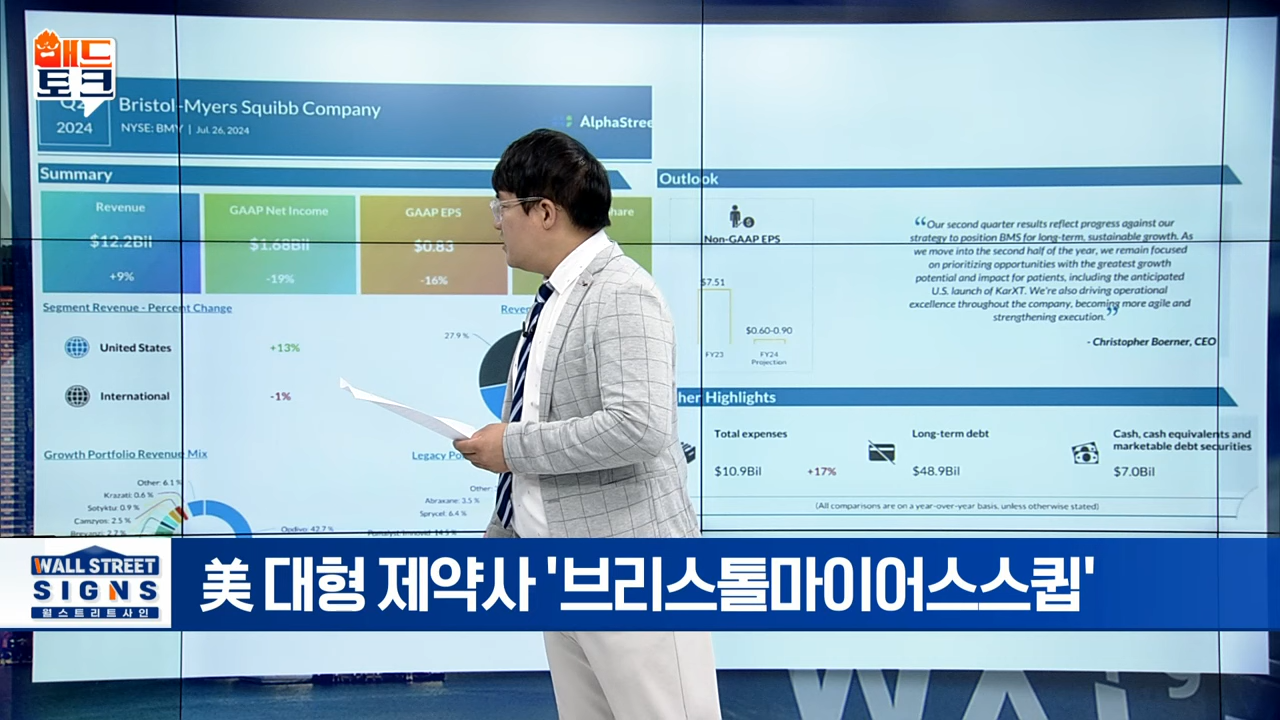 매드
토크
Q2
2024
Bristol-Myers Squibb Company
NYSE: BMY | Jul. 26, 2024
AlphaStree
Summary
Revenue
$12.2Bil
+9%
GAAP Net Income
$1.68Bil
-19%
GAAP EPS
$0.83
-16%
hare
Segment Revenue - Percent Change
United States
+13%
International
-1%
Reve
27.9 %
Growth Portfolio Revenue Mix
Other: 6.1 %
Krazati: 0.6 %
Sotyktu: 0.9 %
Camzyos: 2.5 %
Opdivo: 42.7 %
Legacy Po
Other:
Abraxane: 3.5 %
Sprycel: 6.4 %
Outlook
Non-GAAP EPS
$7.51
$0.60-0.90
FY23
FY24
Projection
“Our second quarter results reflect progress against our
strategy to position BMS for long-term, sustainable growth. As
we move into the second half of the year, we remain focused
on prioritizing opportunities with the greatest growth
potential and impact for patients, including the anticipated
U.S. launch of KarXT. We're also driving operational
excellence throughout the company, becoming more agile and
strengthening execution.”
- Christopher Boerner, CEO
her Highlights
Total expenses
$10.9Bil
+17%
Long-term debt
$48.9Bil
Cash, cash equivalents and
marketable debt securities
$7.0Bil
(All comparisons are on a year-over-year basis, unless otherwise stated)
WALL STREET
SIGNS
월스트리트사인
美 대형 제약사 '브리스톨마이어스스큅'